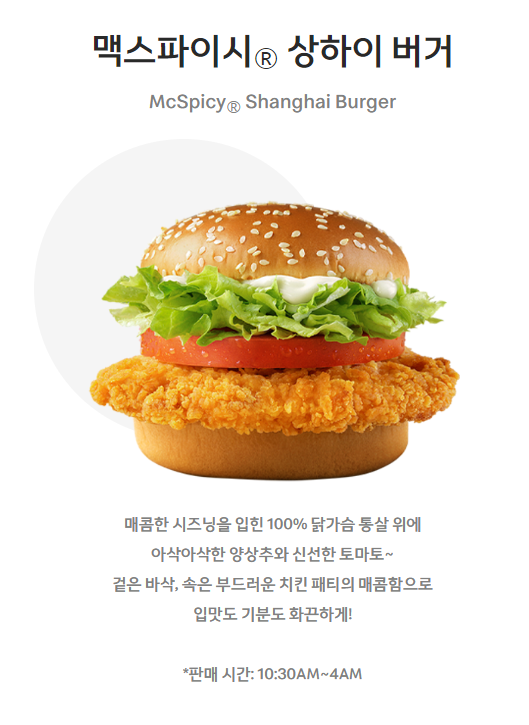 맥스파이시® 상하이 버거
McSpicy® Shanghai Burger
매콤한 시즈닝을 입힌 100% 닭가슴 통살 위에
아삭아삭한 양상추와 신선한 토마토~
겉은 바삭, 속은 부드러운 치킨 패티의 매콤함으로
입맛도 기분도 화끈하게!
*판매 시간: 10:30AM~4AM